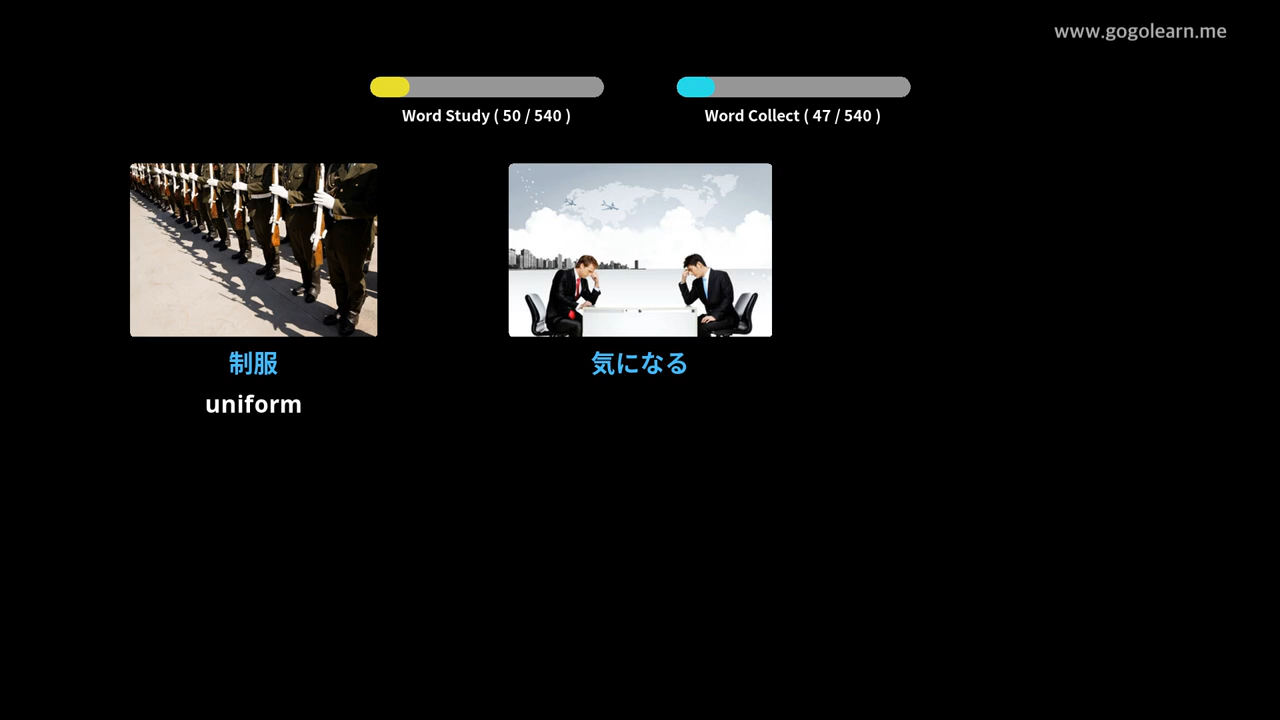 www.gogolearn.me
Word Study ( 50 / 540 )
Word Collect ( 47 / 540 )
制服
uniform
気になる